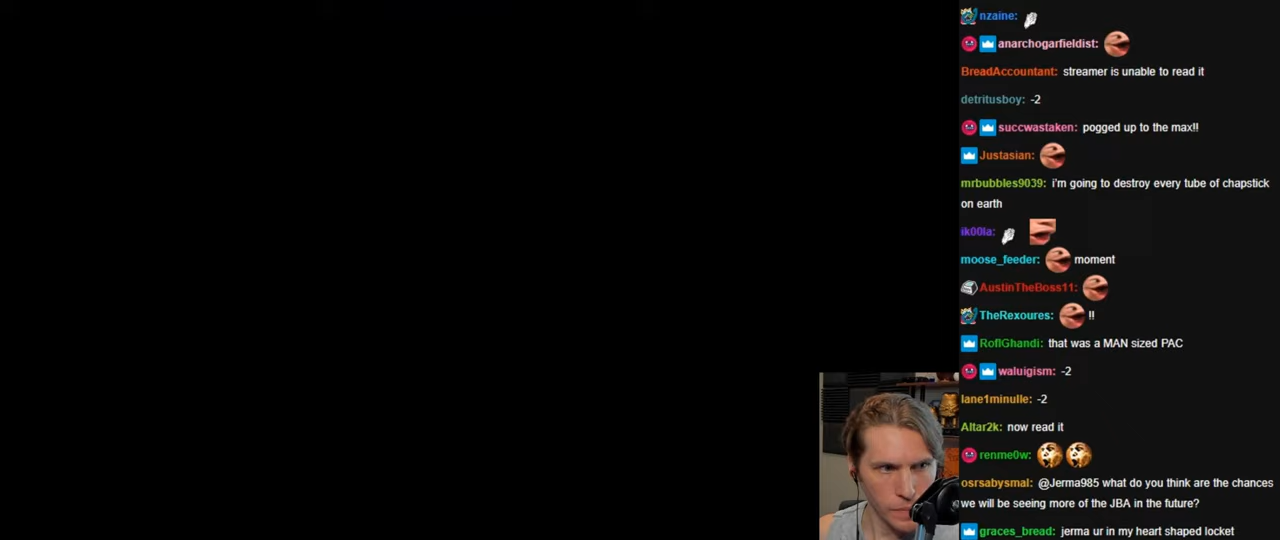 nzaine:
anarchogarfieldist:
BreadAccountant: streamer is unable to read it
detritusboy: -2
succwastaken: pogged up to the max!!
Justasian:
mrbubbles9039: i'm going to destroy every tube of chapstick
on earth
ik00la:
moose_feeder: moment
AustinTheBoss11:
TheRexoures: !!
RoflGhandi: that was a MAN sized PAC
waluigism: -2
lane1minulle: -2
Altar2k: now read it
renme0w:
osrsabysmal: @Jerma985 what do you think are the chances
we will be seeing more of the JBA in the future?
graces_bread: jerma ur in my heart shaped locket